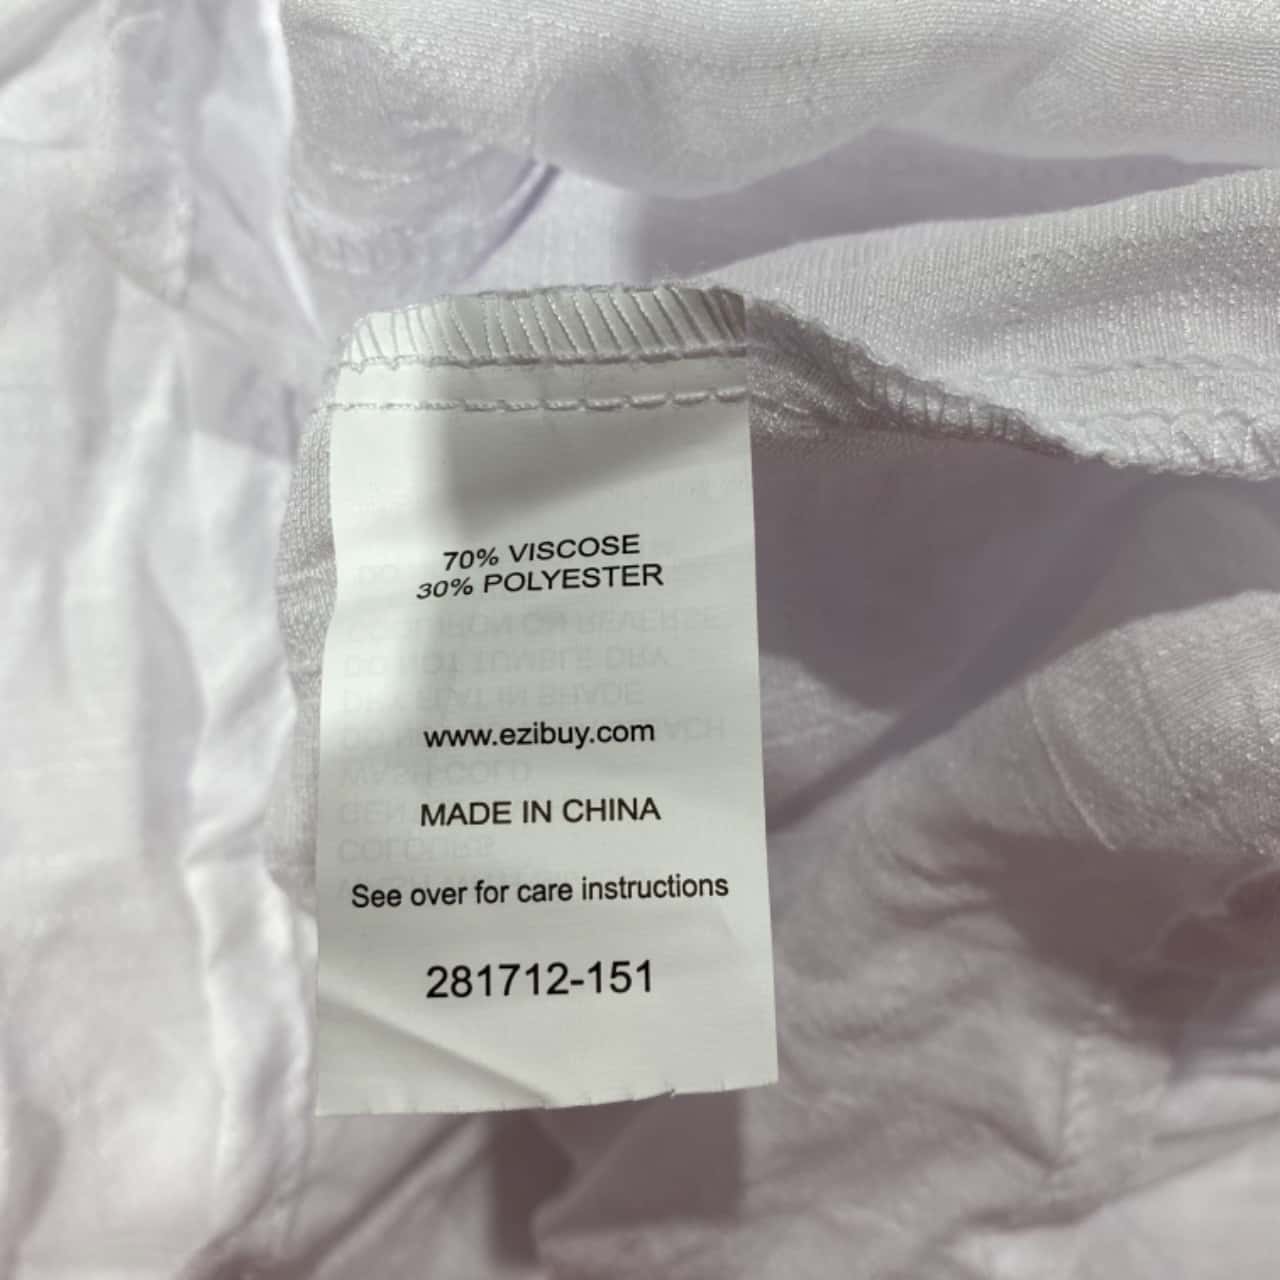 70% VISCOSE
30% POLYESTER
www.ezibuy.com
MADE IN CHINA
See over for care instructions
281712-151